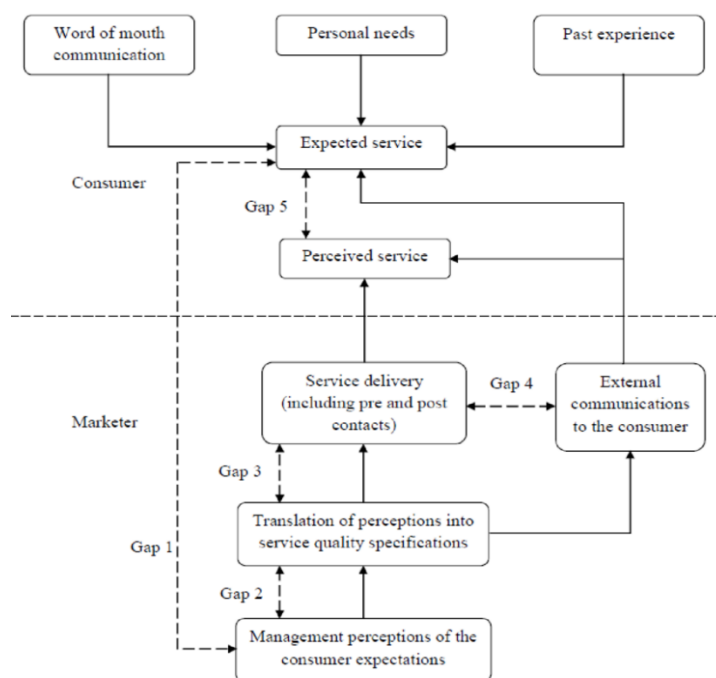 Word of mouth
communication
Personal needs
Past experience
Expected service
Consumer
Gap 5
Perceived service
Service delivery
(including pre and post
contacts)
Gap 4
External
communications
to the consumer
Marketer
Gap 3
Translation of perceptions into
service quality specifications
Gap 1
Gap 2
Management perceptions of the
consumer expectations